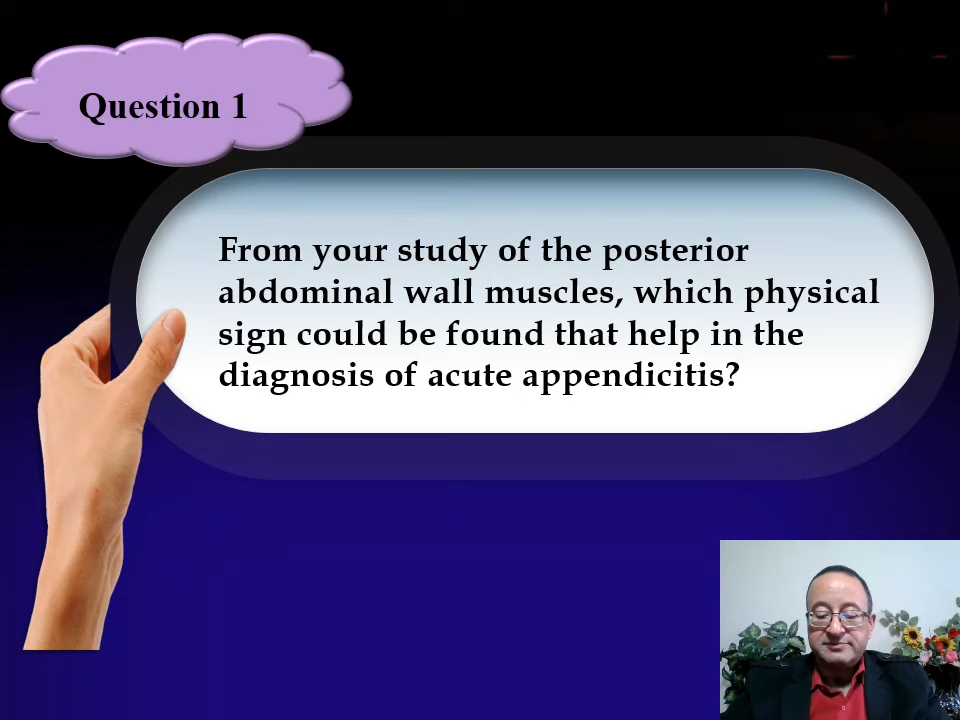 Question 1
From your study of the posterior
abdominal wall muscles, which physical
sign could be found that help in the
diagnosis of acute appendicitis?